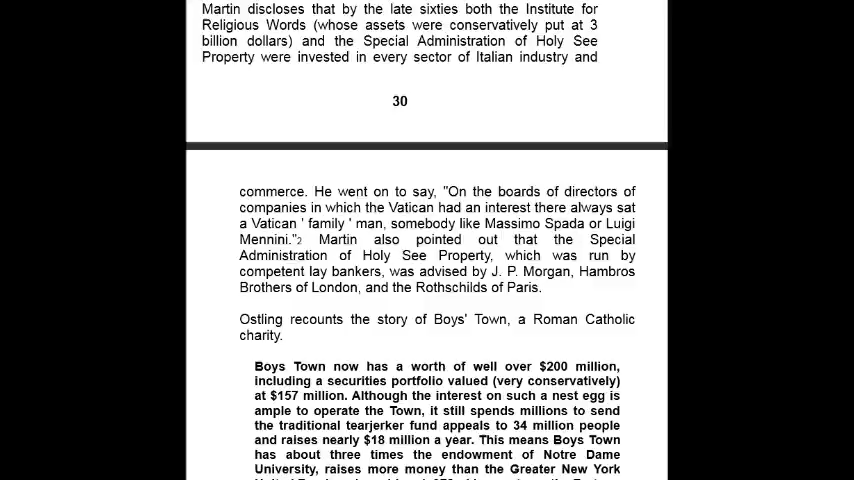 Martin discloses that by the late sixties both the Institute for
Religious Words (whose assets were conservatively put at 3
billion dollars) and the Special Administration of Holy See
Property were invested in every sector of Italian industry and
30
commerce. He went on to say, "On the boards of directors of
companies in which the Vatican had an interest there always sat
a Vatican ' family ' man, somebody like Massimo Spada or Luigi
Mennini."2 Martin also pointed out that the Special
Administration of Holy See Property, which was run by
competent lay bankers, was advised by J. P. Morgan, Hambros
Brothers of London, and the Rothschilds of Paris.
Ostling recounts the story of Boys' Town, a Roman Catholic
charity.
Boys Town now has a worth of well over $200 million,
including a securities portfolio valued (very conservatively)
at $157 million. Although the interest on such a nest egg is
ample to operate the Town, it still spends millions to send
the traditional tearjerker fund appeals to 34 million people
and raises nearly $18 million a year. This means Boys Town
has about three times the endowment of Notre Dame
University, raises more money than the Greater New York